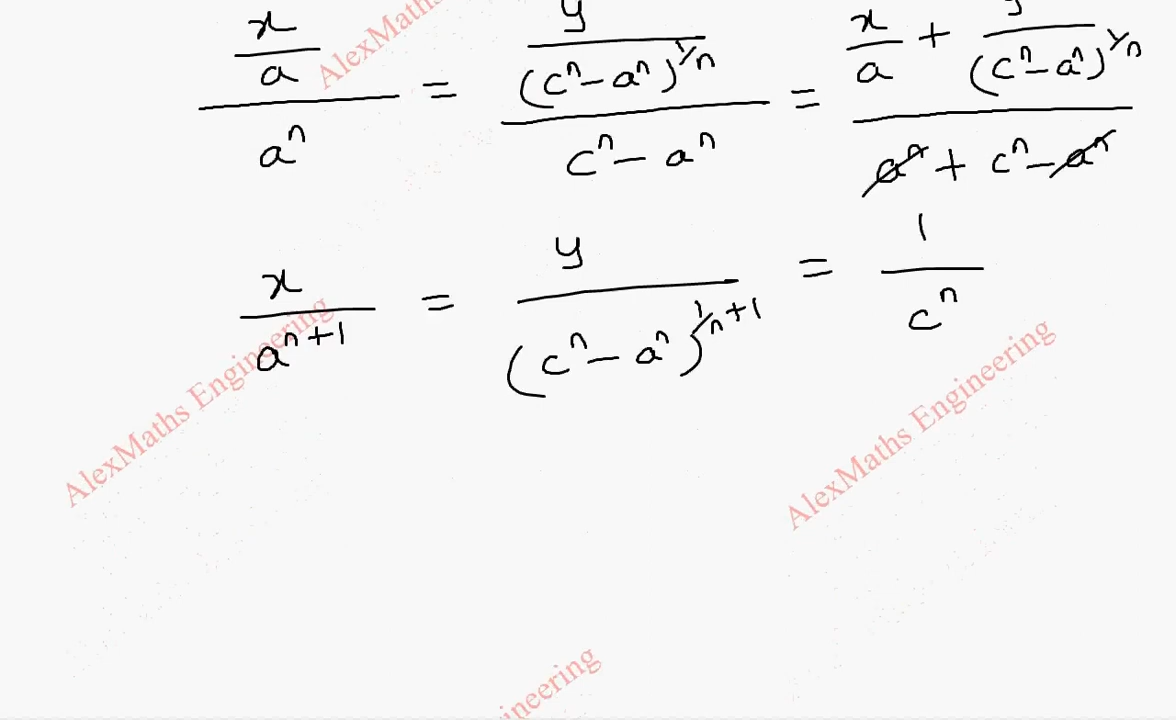 (x/a)/(aⁿ) = (y/(cⁿ-aⁿ)^(1/n))/(cⁿ-aⁿ) = (x/a + y/(cⁿ-aⁿ)^(1/n))/(aⁿ + cⁿ - aⁿ)
x/aⁿ⁺¹ = y/(cⁿ-aⁿ)^(1/n+1) = 1/cⁿ
AlexMaths
AlexMaths Engineering
AlexMaths Engineering
ineering